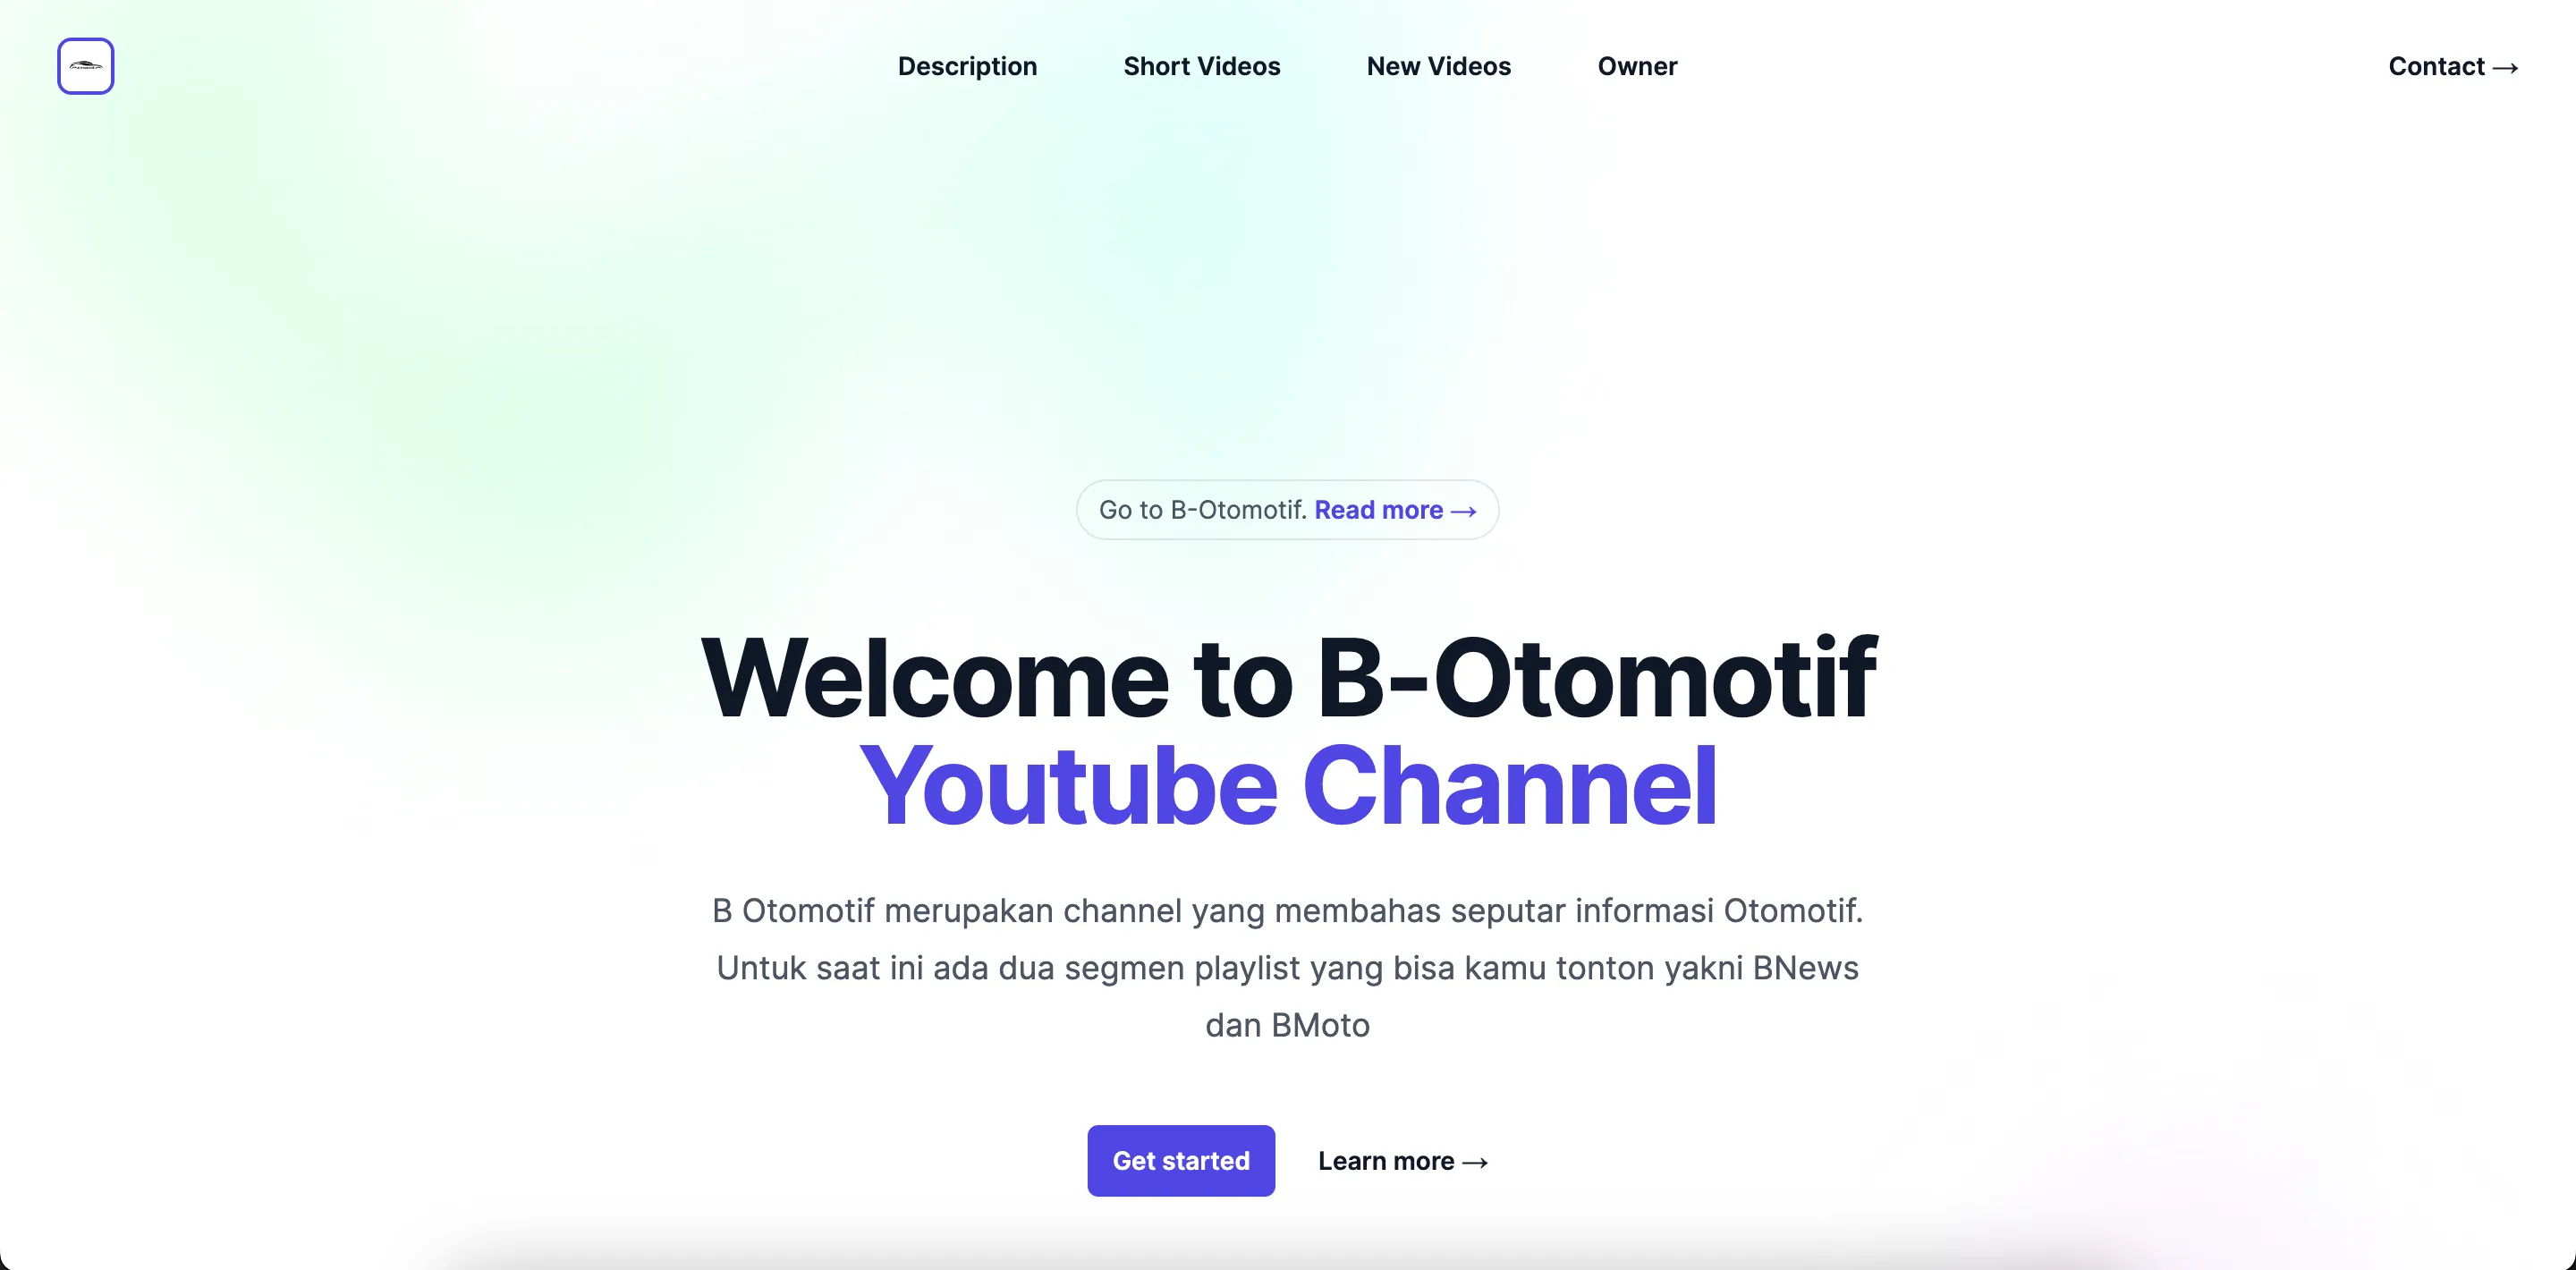 Description
Short Videos
New Videos
Owner
Contact →
Go to B-Otomotif. Read more →
Welcome to B-Otomotif
Youtube Channel
B Otomotif merupakan channel yang membahas seputar informasi Otomotif.
Untuk saat ini ada dua segmen playlist yang bisa kamu tonton yakni BNews
dan BMoto
Get started
Learn more →